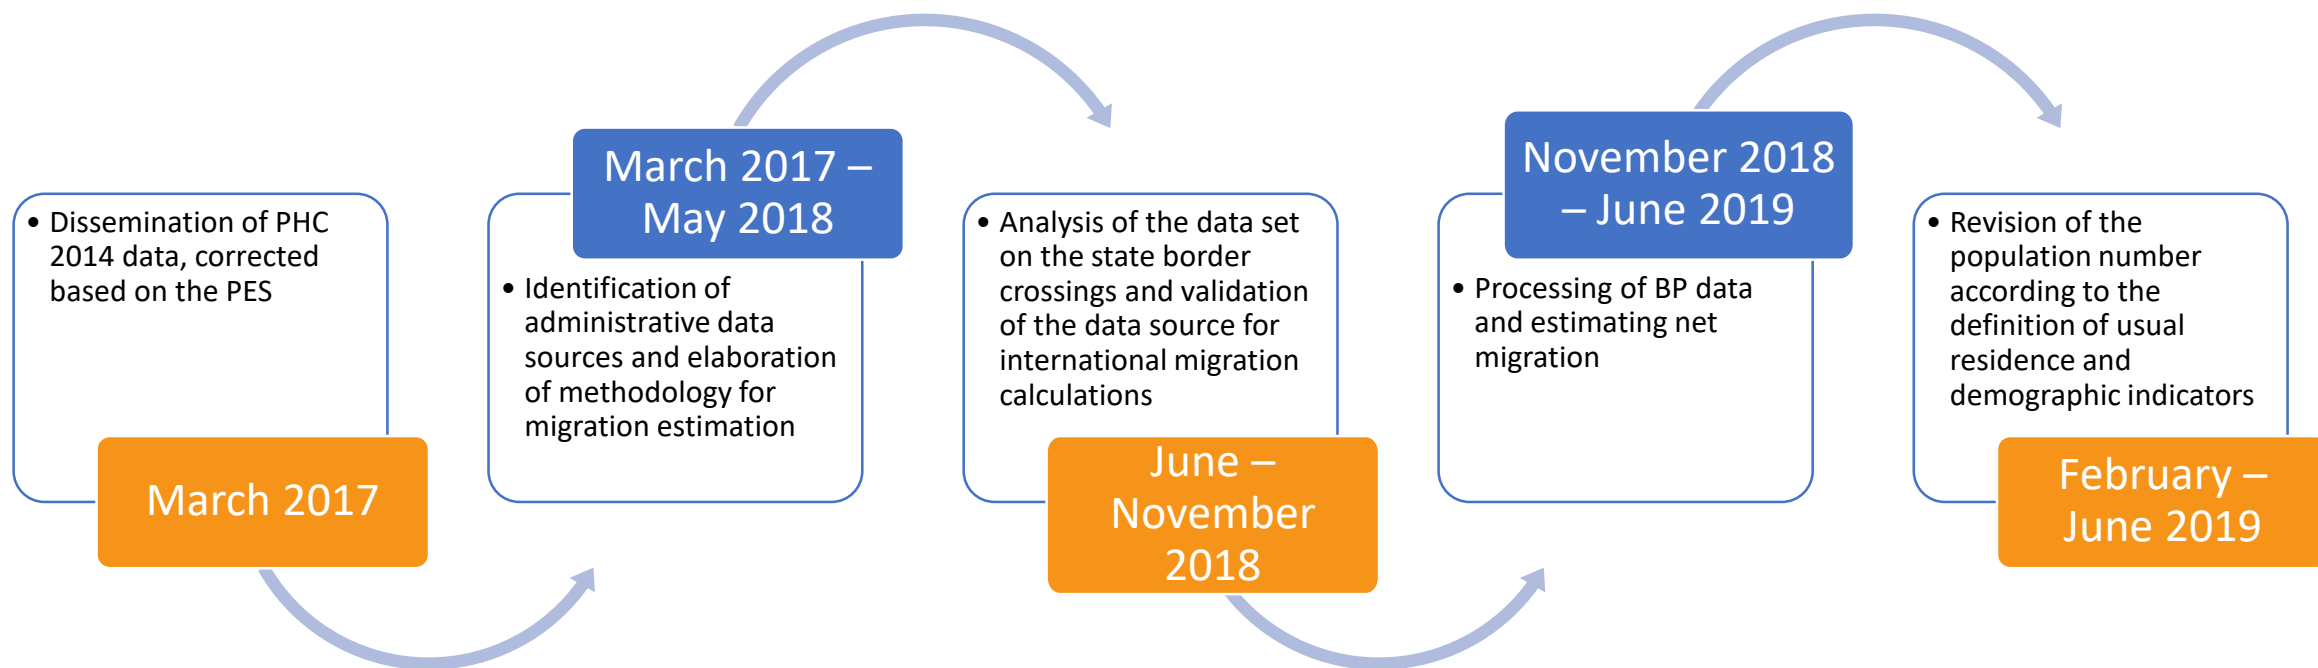 • Dissemination of PHC
2014 data, corrected
based on the PES
March 2017
March 2017 –
May 2018
• Identification of
administrative data
sources and elaboration
of methodology for
migration estimation
• Analysis of the data set
on the state border
crossings and validation
of the data source for
international migration
calculations
June –
November
2018
November 2018
– June 2019
• Processing of BP data
and estimating net
migration
• Revision of the
population number
according to the
definition of usual
residence and
demographic indicators
February –
June 2019